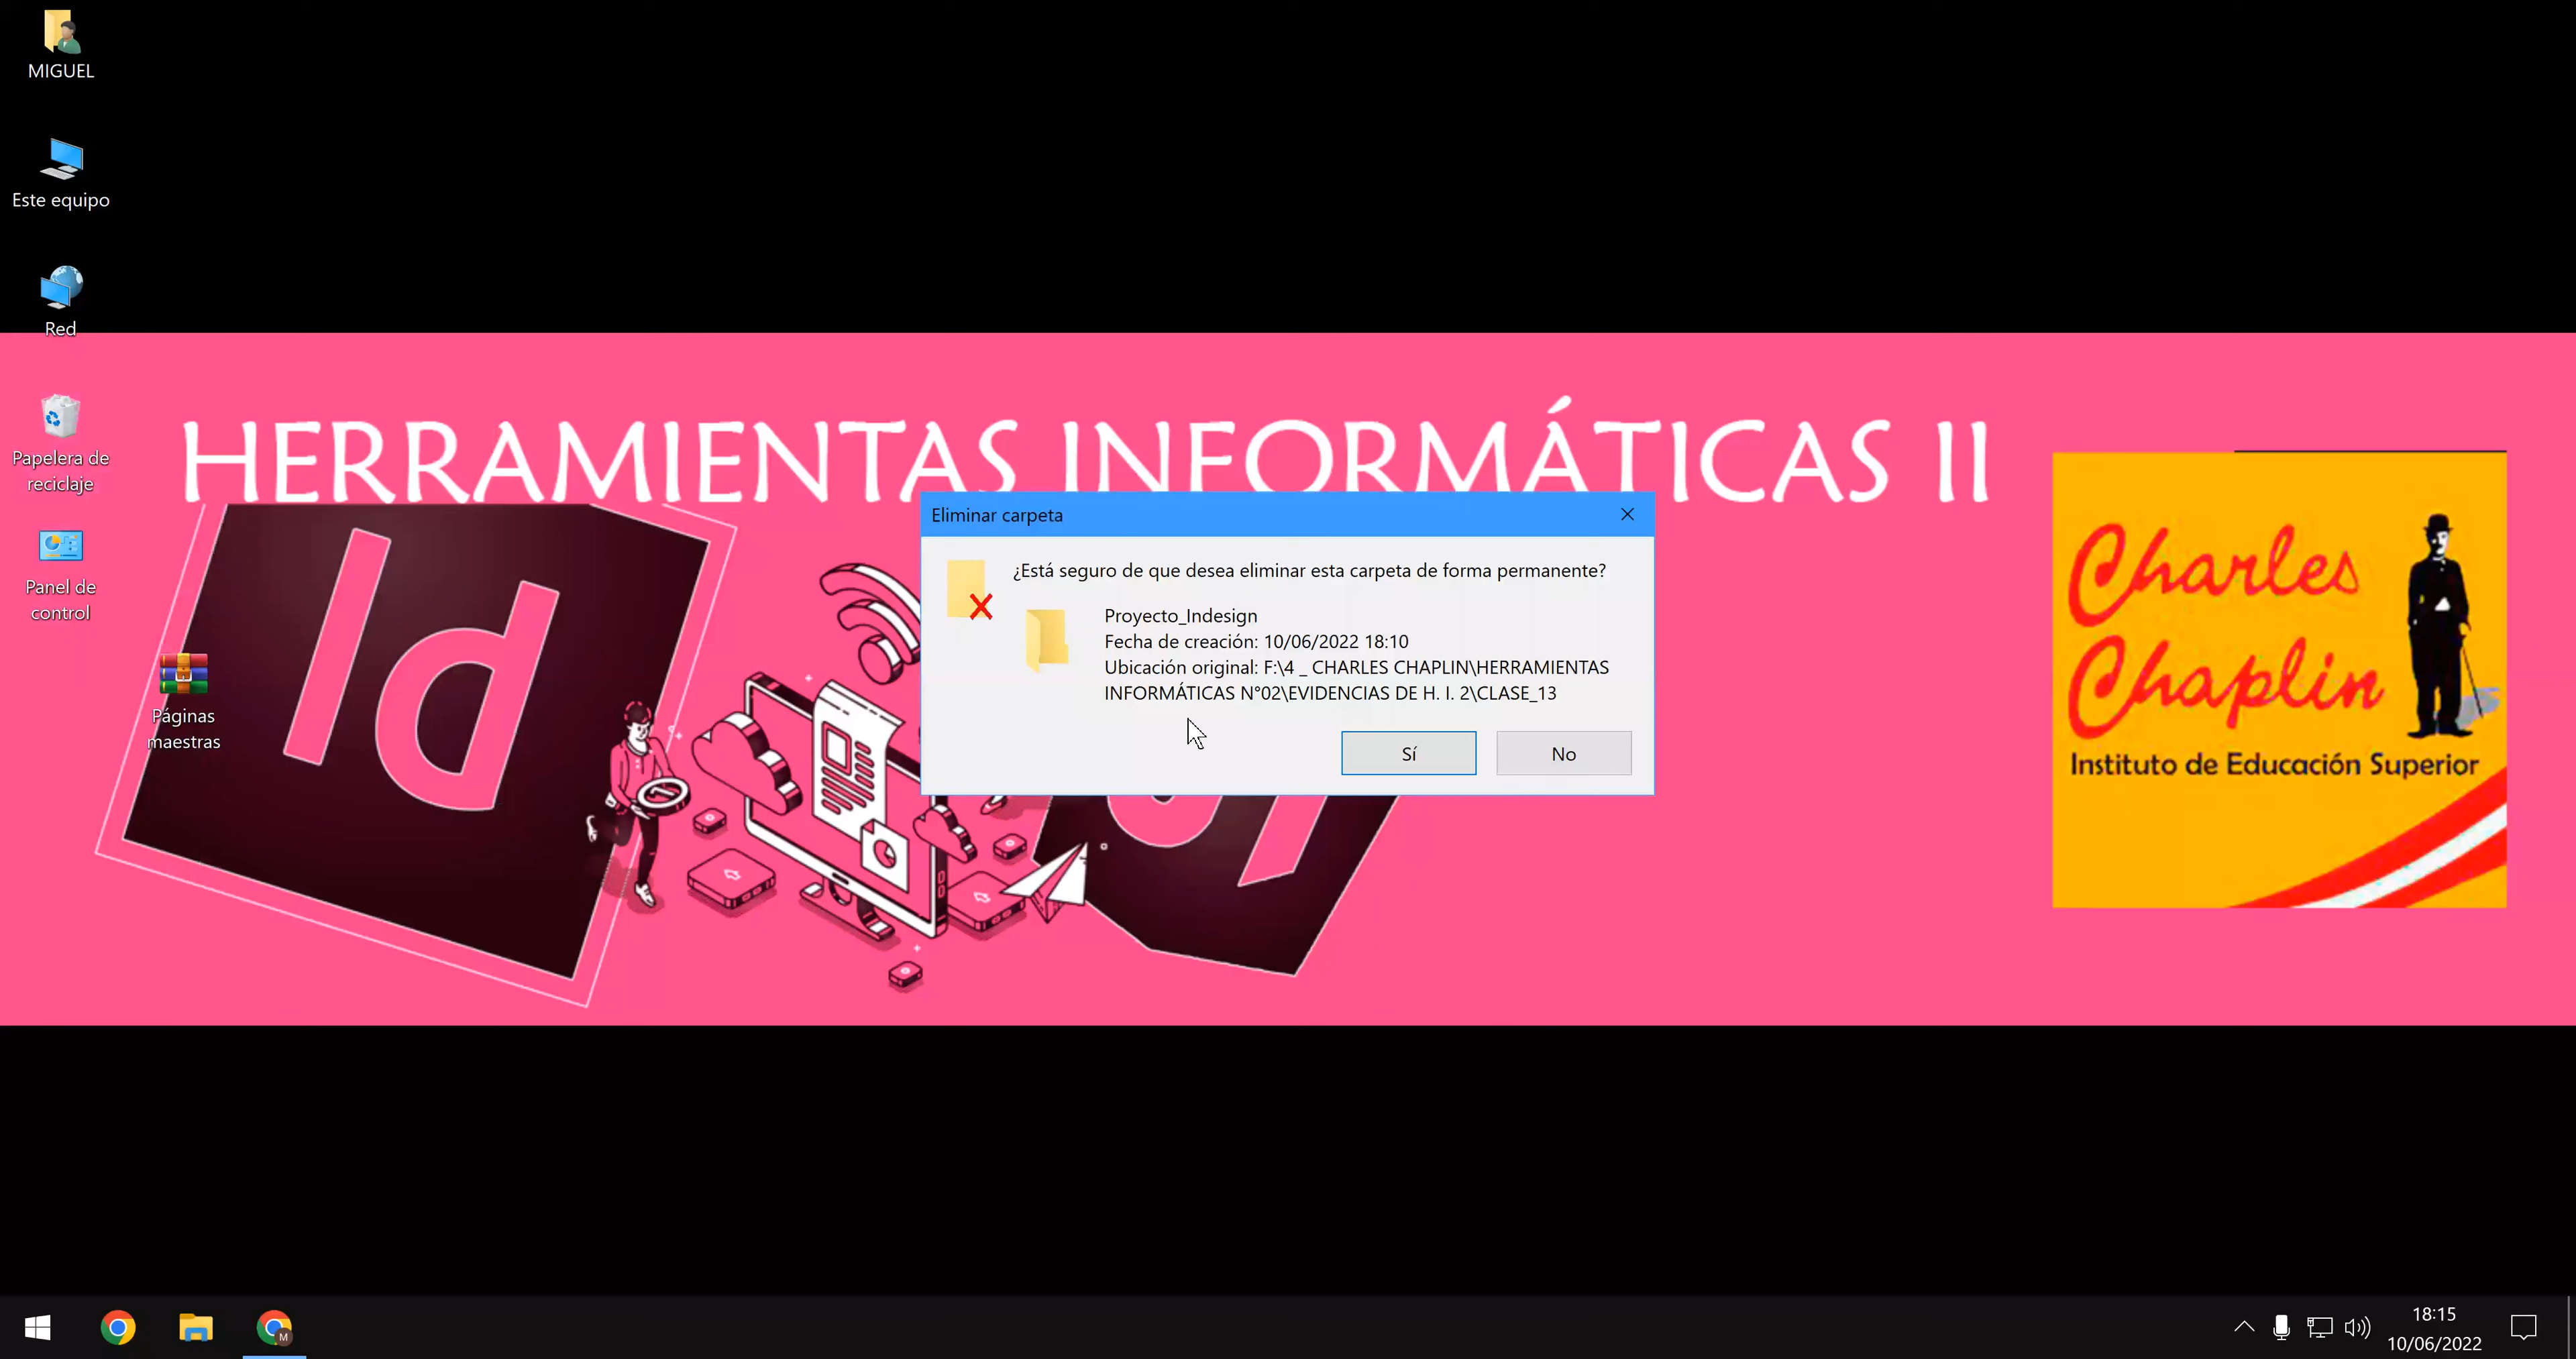 MIGUEL
Este equipo
Red
Papelera de
reciclaje
Panel de
control
Páginas
maestras
HERRAMIENTAS INFORMÁTICAS II
Id
Eliminar carpeta
¿Está seguro de que desea eliminar esta carpeta de forma permanente?
Proyecto_Indesign
Fecha de creación: 10/06/2022 18:10
Ubicación original: F:\4 _ CHARLES CHAPLIN\HERRAMIENTAS
INFORMÁTICAS N°02\EVIDENCIAS DE H. I. 2\CLASE_13
Sí
No
Charles
Chaplin
Instituto de Educación Superior
M
18:15
10/06/2022